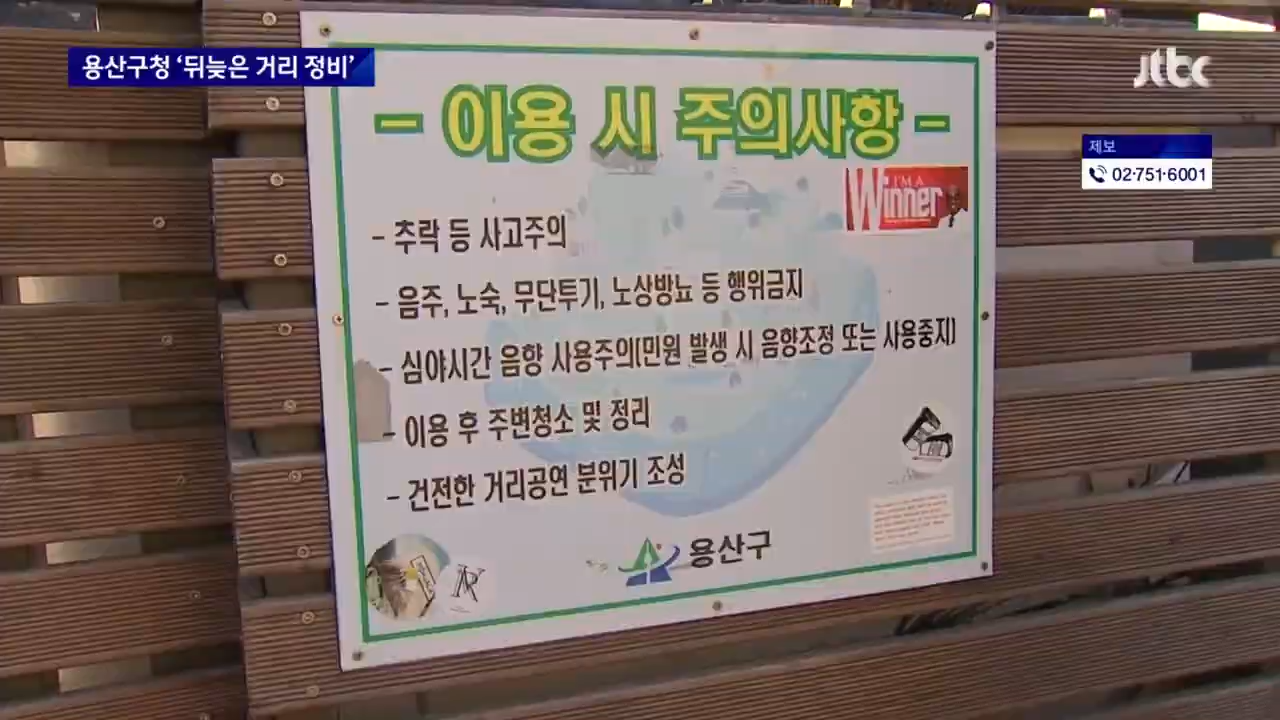 용산구청 '뒤늦은 거리 정비'
jtbc
제보
02·751·6001
- 이용 시 주의사항 -
I'M A
Winner
- 추락 등 사고주의
- 음주, 노숙, 무단투기, 노상방뇨 등 행위금지
- 심야시간 음향 사용주의(민원 발생 시 음향조정 또는 사용중지)
- 이용 후 주변청소 및 정리
- 건전한 거리공연 분위기 조성
용산구